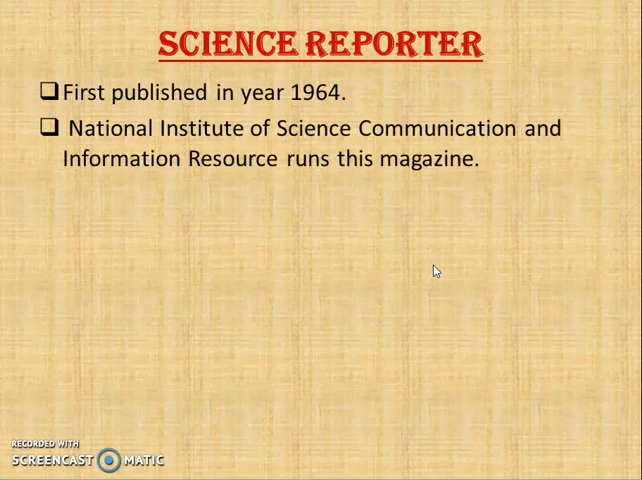 SCIENCE REPORTER
❑First published in year 1964.
❑ National Institute of Science Communication and
Information Resource runs this magazine.
RECORDED WITH
SCREENCAST MATIC